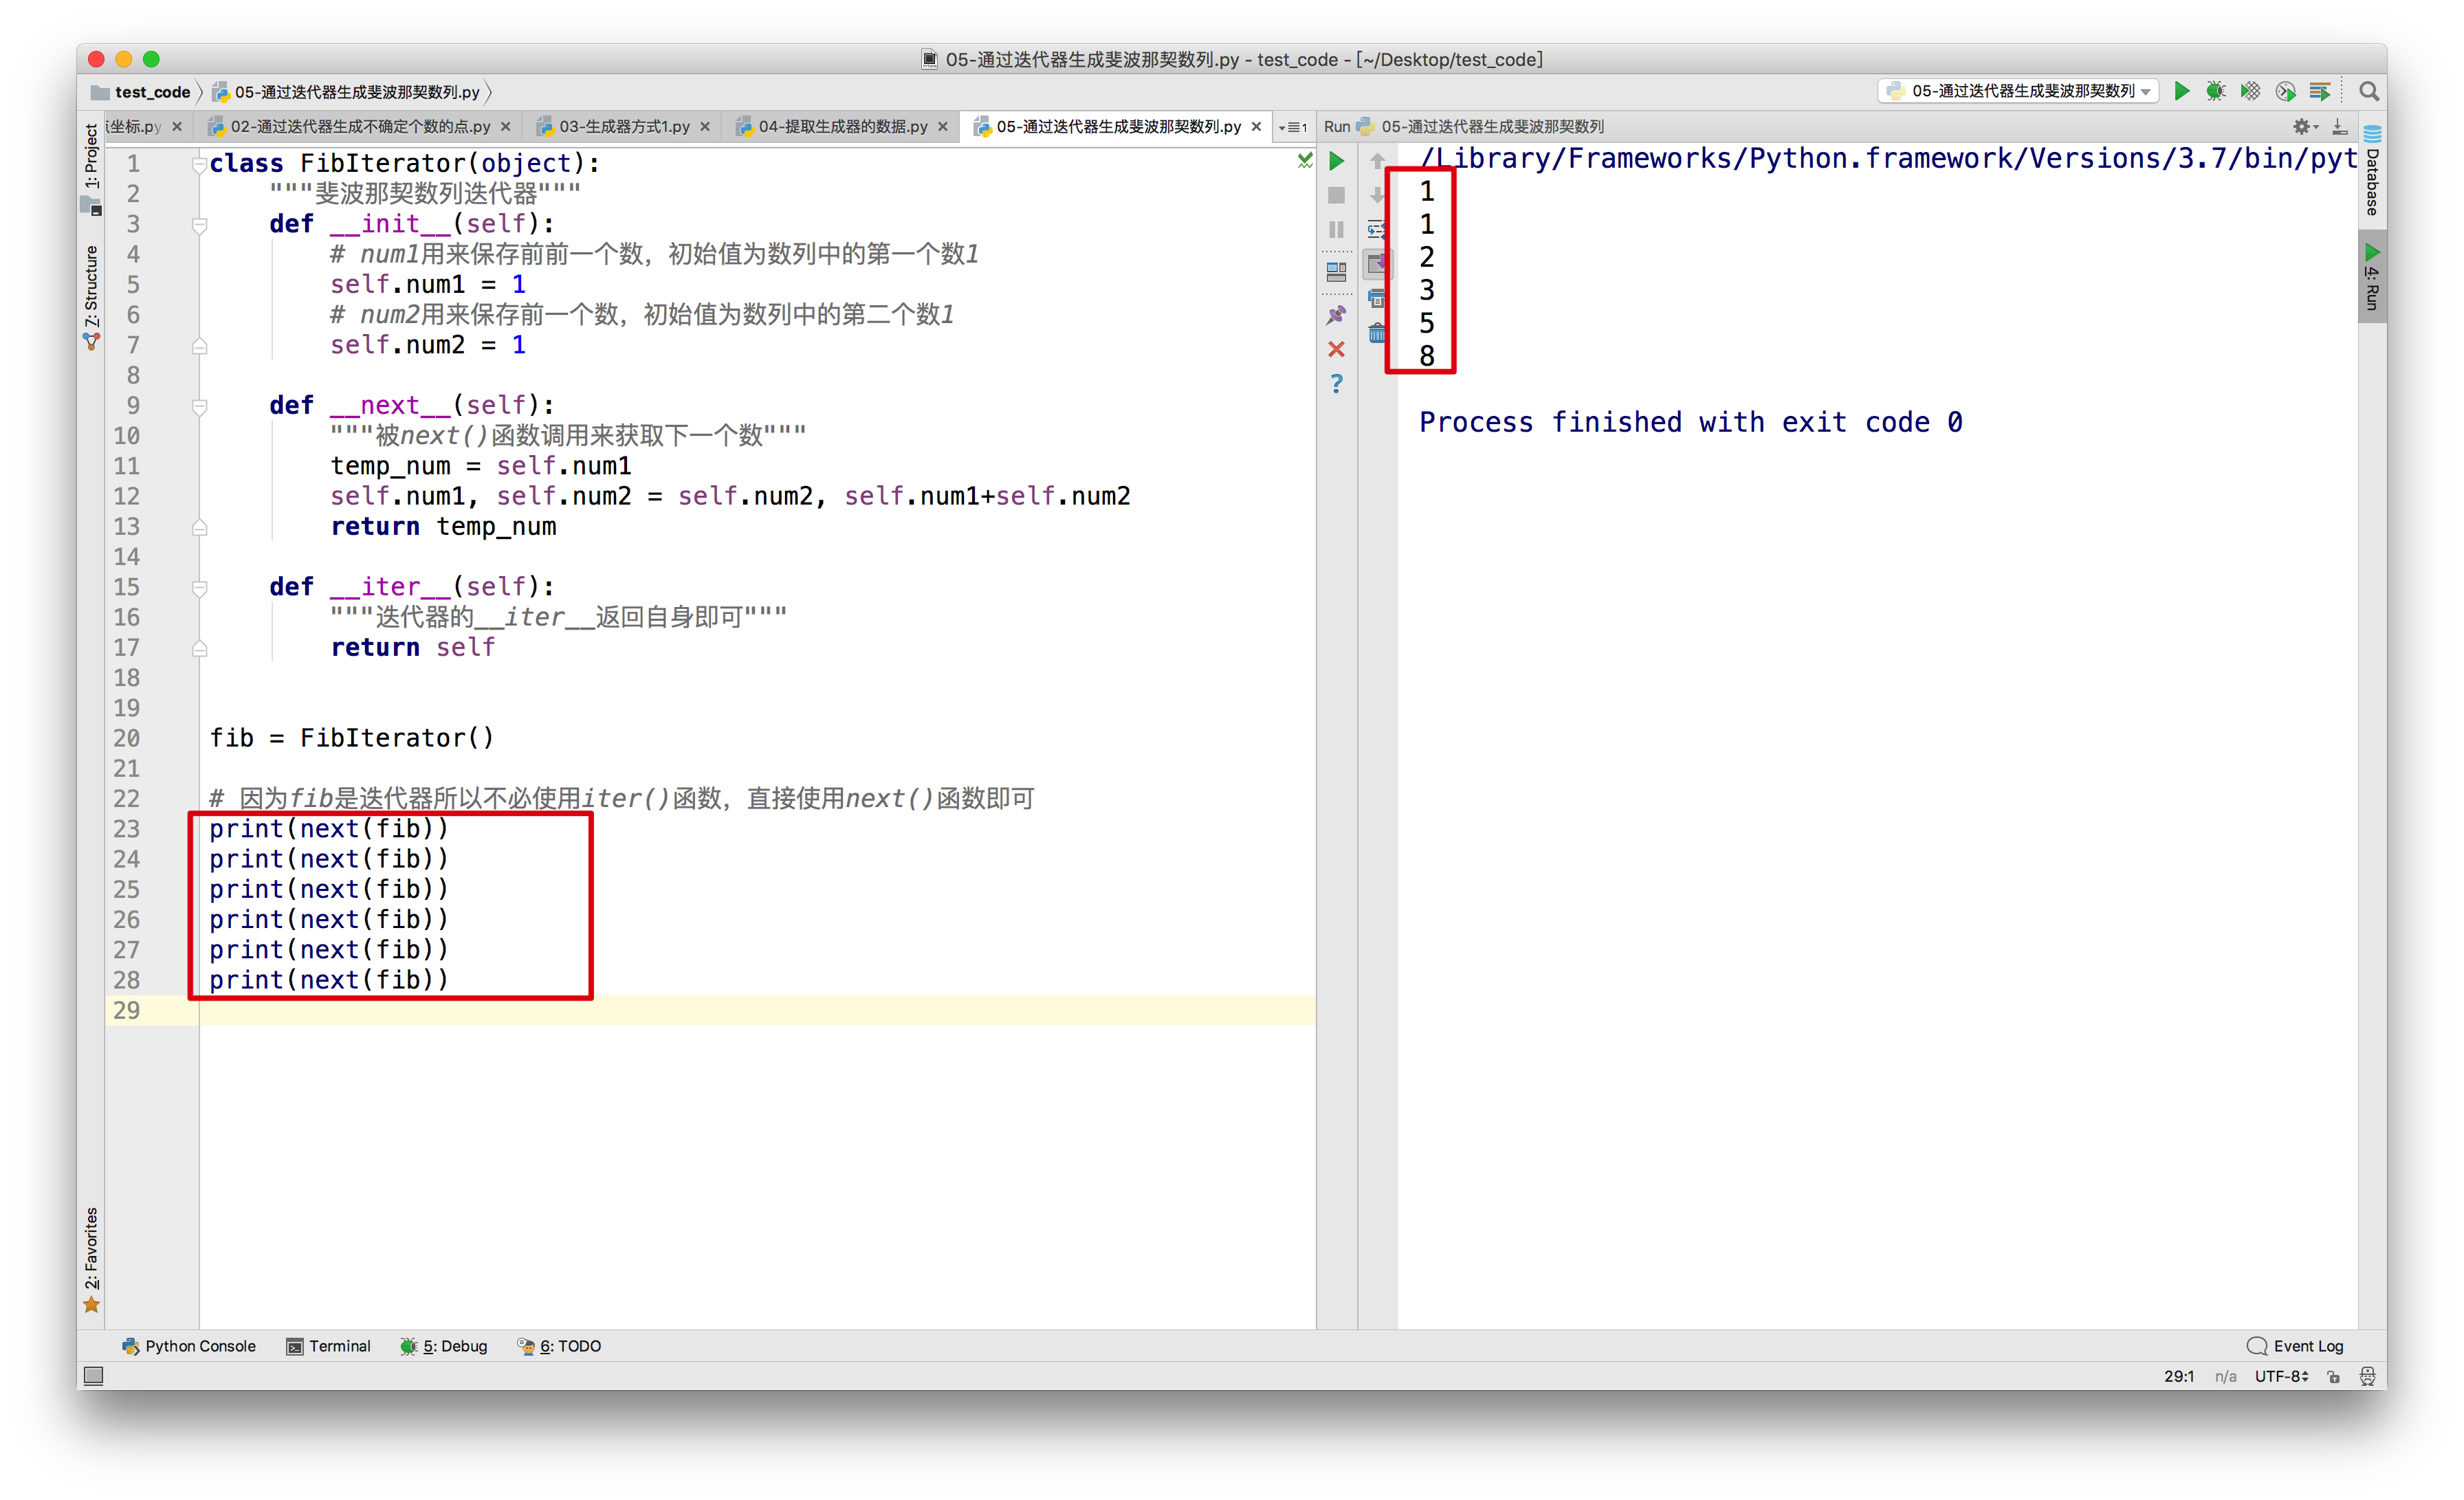 05-通过迭代器生成斐波那契数列.py - test_code - [~/Desktop/test_code]
test_code 05-通过迭代器生成斐波那契数列.py
05-通过迭代器生成斐波那契数列
坐标.py 02-通过迭代器生成不确定个数的点.py 03-生成器方式1.py 04-提取生成器的数据.py 05-通过迭代器生成斐波那契数列.py 1
Run 05-通过迭代器生成斐波那契数列
1: Project
7: Structure
2: Favorites
1 class FibIterator(object):
2 """斐波那契数列迭代器"""
3 def __init__(self):
4 # num1用来保存前前一个数，初始值为数列中的第一个数1
5 self.num1 = 1
6 # num2用来保存前一个数，初始值为数列中的第二个数1
7 self.num2 = 1
8
9 def __next__(self):
10 """被next()函数调用来获取下一个数"""
11 temp_num = self.num1
12 self.num1, self.num2 = self.num2, self.num1+self.num2
13 return temp_num
14
15 def __iter__(self):
16 """迭代器的__iter__返回自身即可"""
17 return self
18
19
20 fib = FibIterator()
21
22 # 因为fib是迭代器所以不必使用iter()函数，直接使用next()函数即可
23 print(next(fib))
24 print(next(fib))
25 print(next(fib))
26 print(next(fib))
27 print(next(fib))
28 print(next(fib))
29
/Library/Frameworks/Python.framework/Versions/3.7/bin/pyt
1
1
2
3
5
8
Process finished with exit code 0
Database
4: Run
Python Console Terminal 5: Debug 6: TODO Event Log
29:1 n/a UTF-8